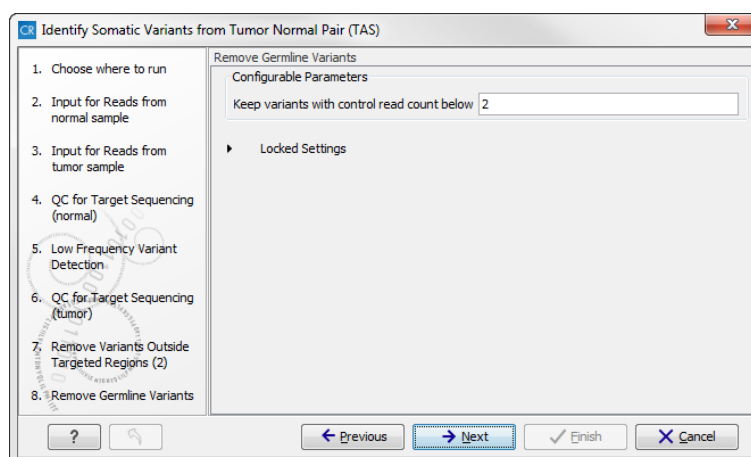 CR Identify Somatic Variants from Tumor Normal Pair (TAS)
1. Choose where to run
2. Input for Reads from
normal sample
3. Input for Reads from
tumor sample
4. QC for Target Sequencing
(normal)
5. Low Frequency Variant
Detection
6. QC for Target Sequencing
(tumor)
7. Remove Variants Outside
Targeted Regions (2)
8. Remove Germline Variants
Remove Germline Variants
Configurable Parameters
Keep variants with control read count below 2
Locked Settings
? Previous Next Finish Cancel